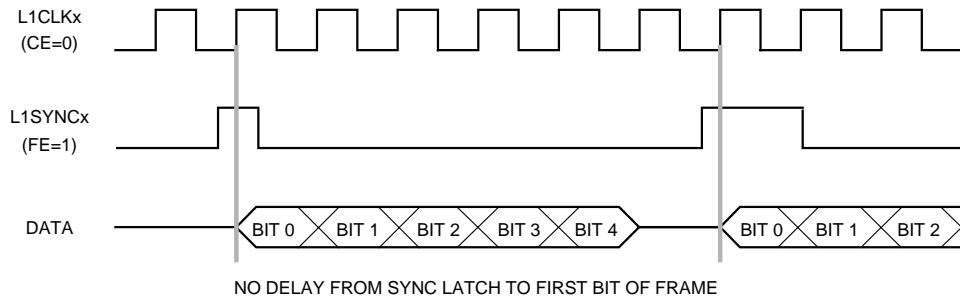 L1CLKx
(CE=0)
L1SYNCx
(FE=1)
DATA
BIT 0
BIT 1
BIT 2
BIT 3
BIT 4
BIT 0
BIT 1
BIT 2
NO DELAY FROM SYNC LATCH TO FIRST BIT OF FRAME